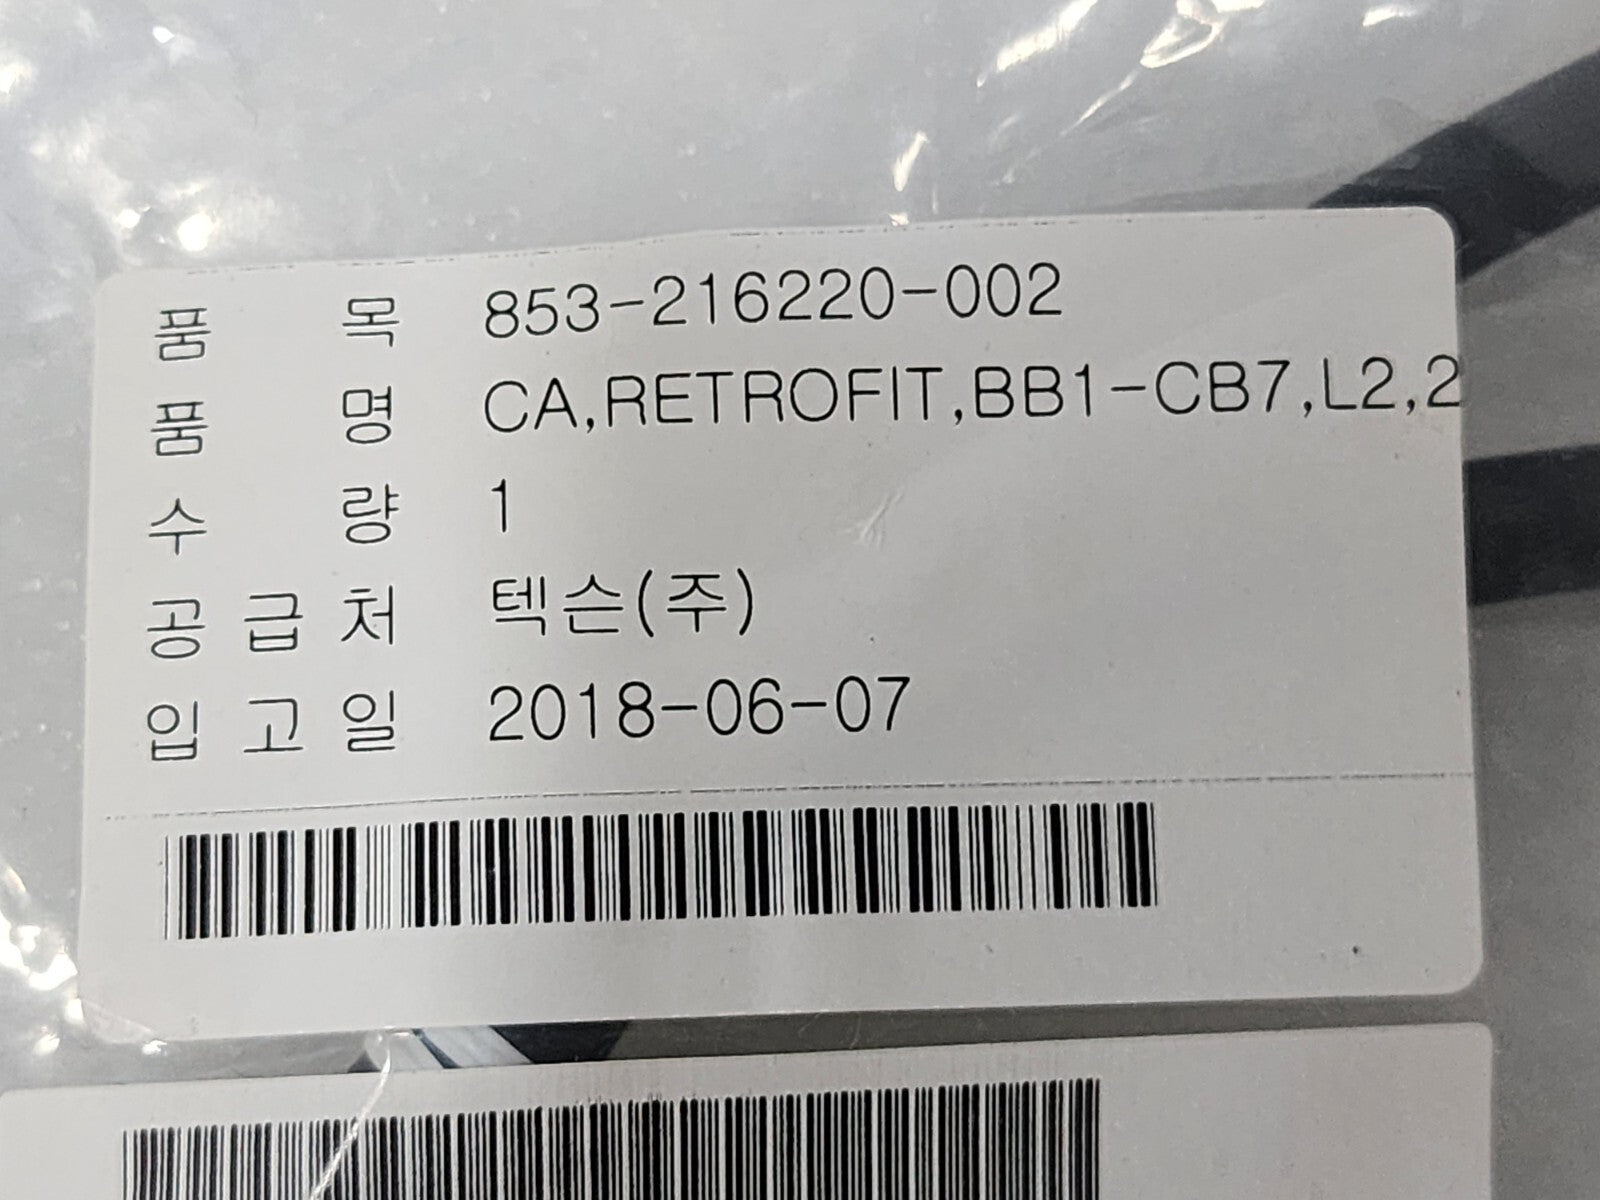 품 목 853-216220-002
품 명 CA,RETROFIT,BB1-CB7,L2,2
수 량 1
공 급 처 텍슨(주)
입 고 일 2018-06-07